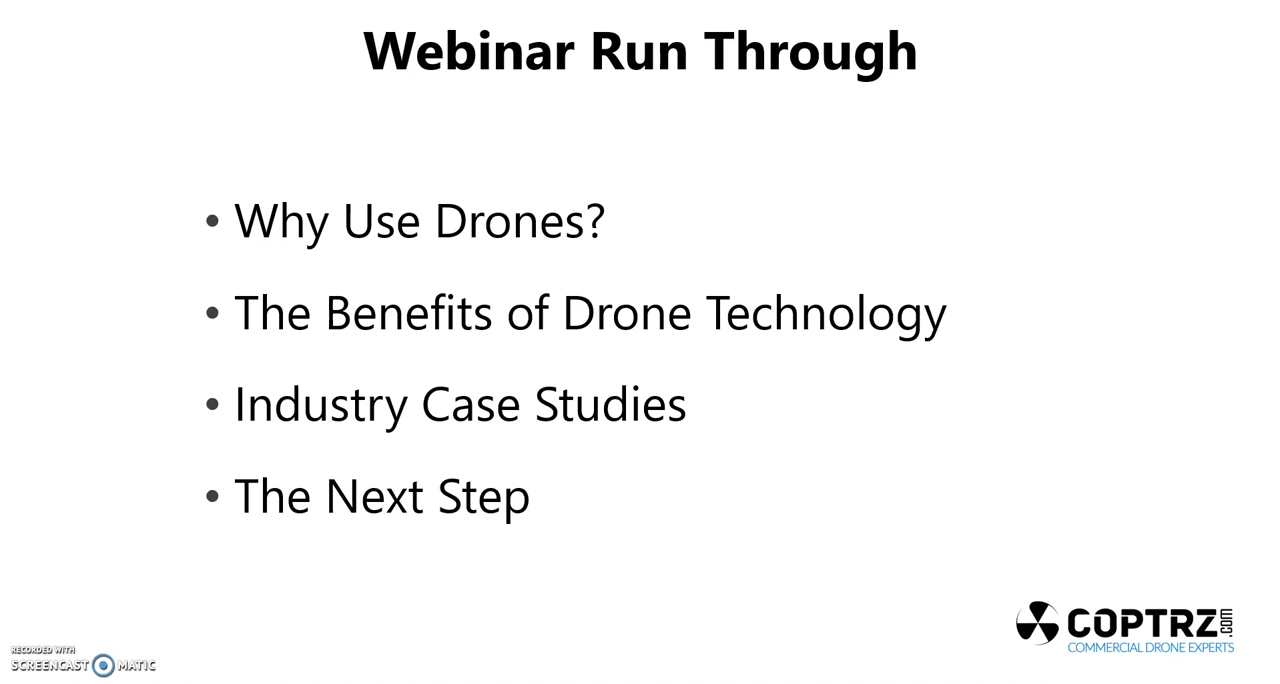 Webinar Run Through
• Why Use Drones?
• The Benefits of Drone Technology
• Industry Case Studies
• The Next Step
COPTRZ.com
COMMERCIAL DRONE EXPERTS
RECORDED WITH
SCREENCAST MATIC